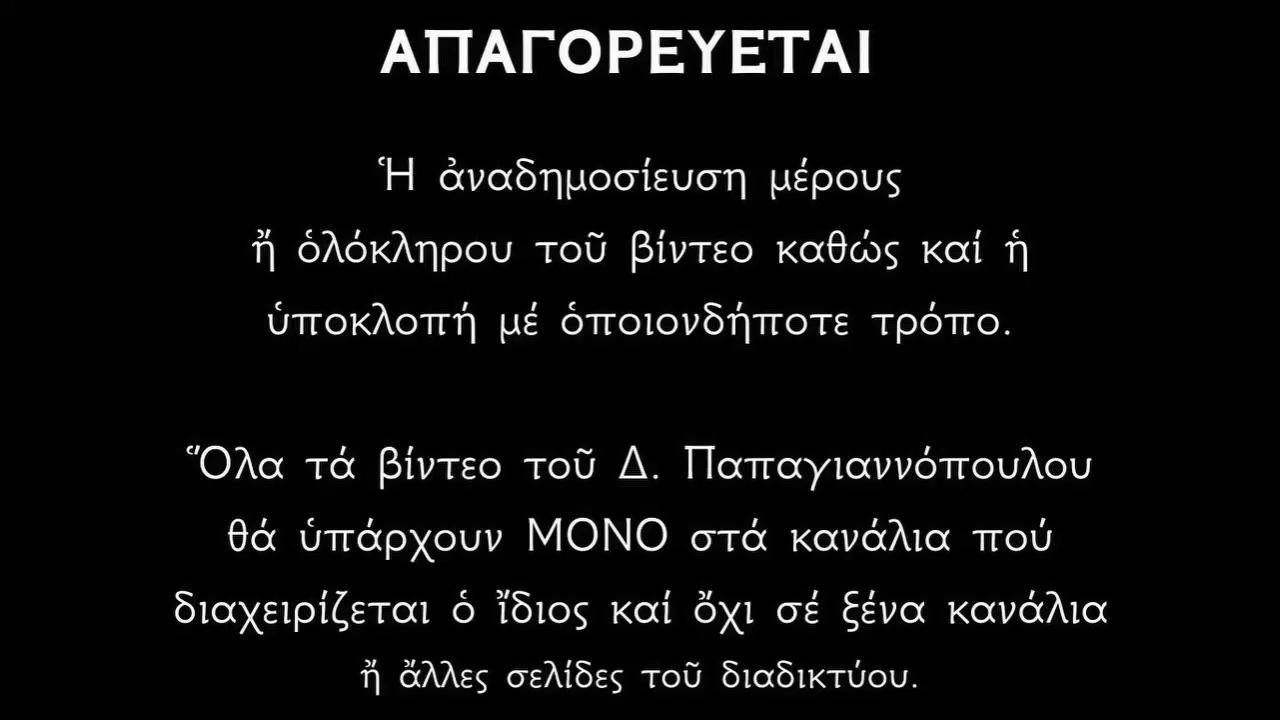 ΑΠΑΓΟΡΕΥΕΤΑΙ
Ἡ ἀναδημοσίευση μέρους
ἤ ὁλόκληρου τοῦ βίντεο καθώς καί ἡ
ὑποκλοπή μέ ὁποιονδήποτε τρόπο.
Ὅλα τά βίντεο τοῦ Δ. Παπαγιαννόπουλου
θά ὑπάρχουν ΜΟΝΟ στά κανάλια πού
διαχειρίζεται ὁ ἴδιος καί ὄχι σέ ξένα κανάλια
ἤ ἄλλες σελίδες τοῦ διαδικτύου.